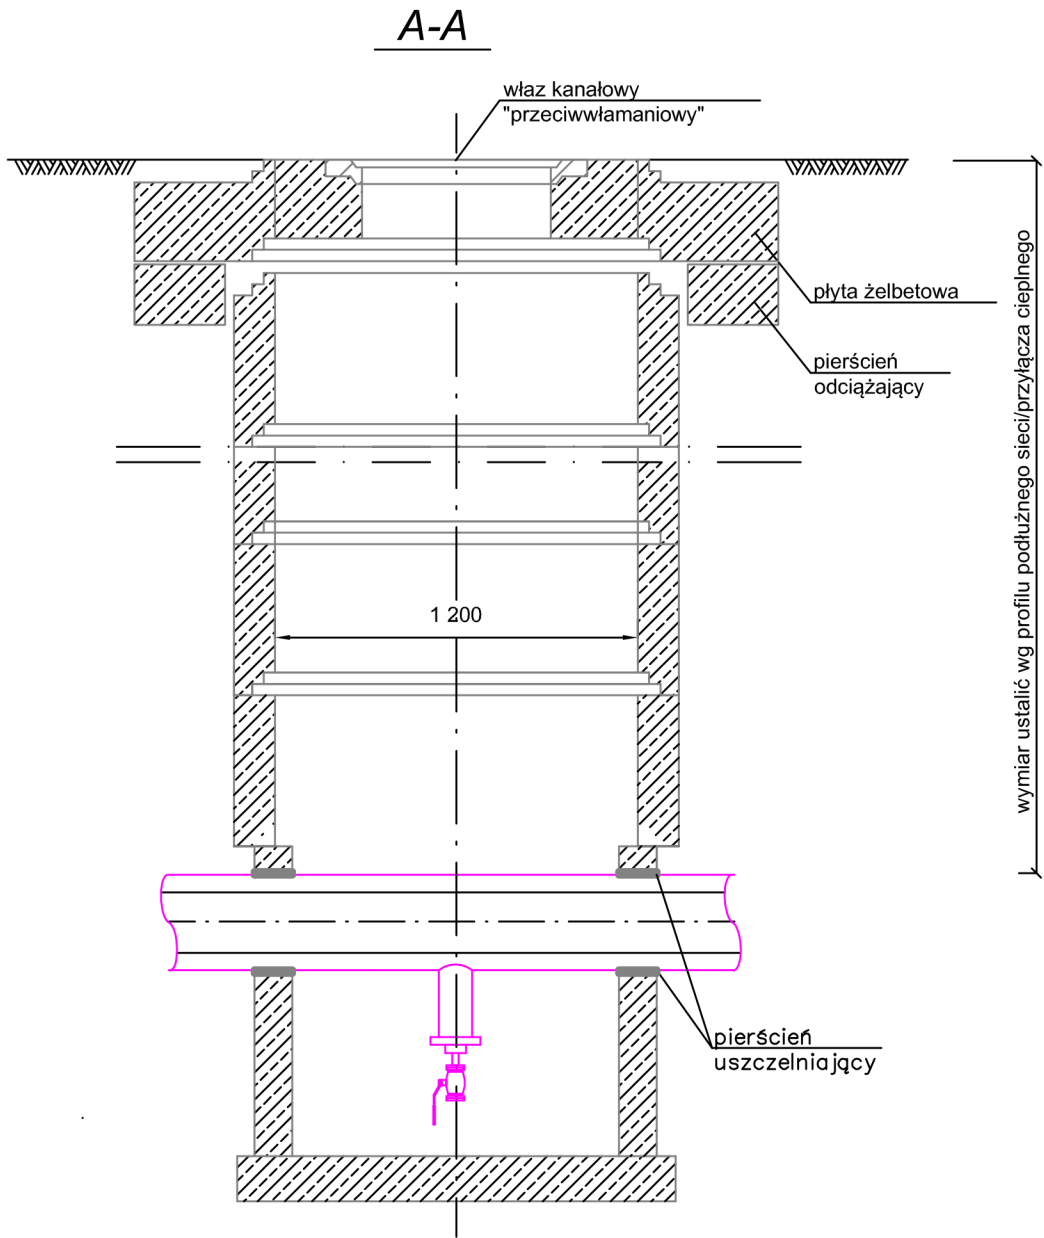 A-A
właz kanałowy
"przeciwwłamaniowy"
płyta żelbetowa
pierścień
odciążający
wymiar ustalić wg profilu podłużnego sieci/przyłącza cieplnego
1 200
pierścień
uszczelniający